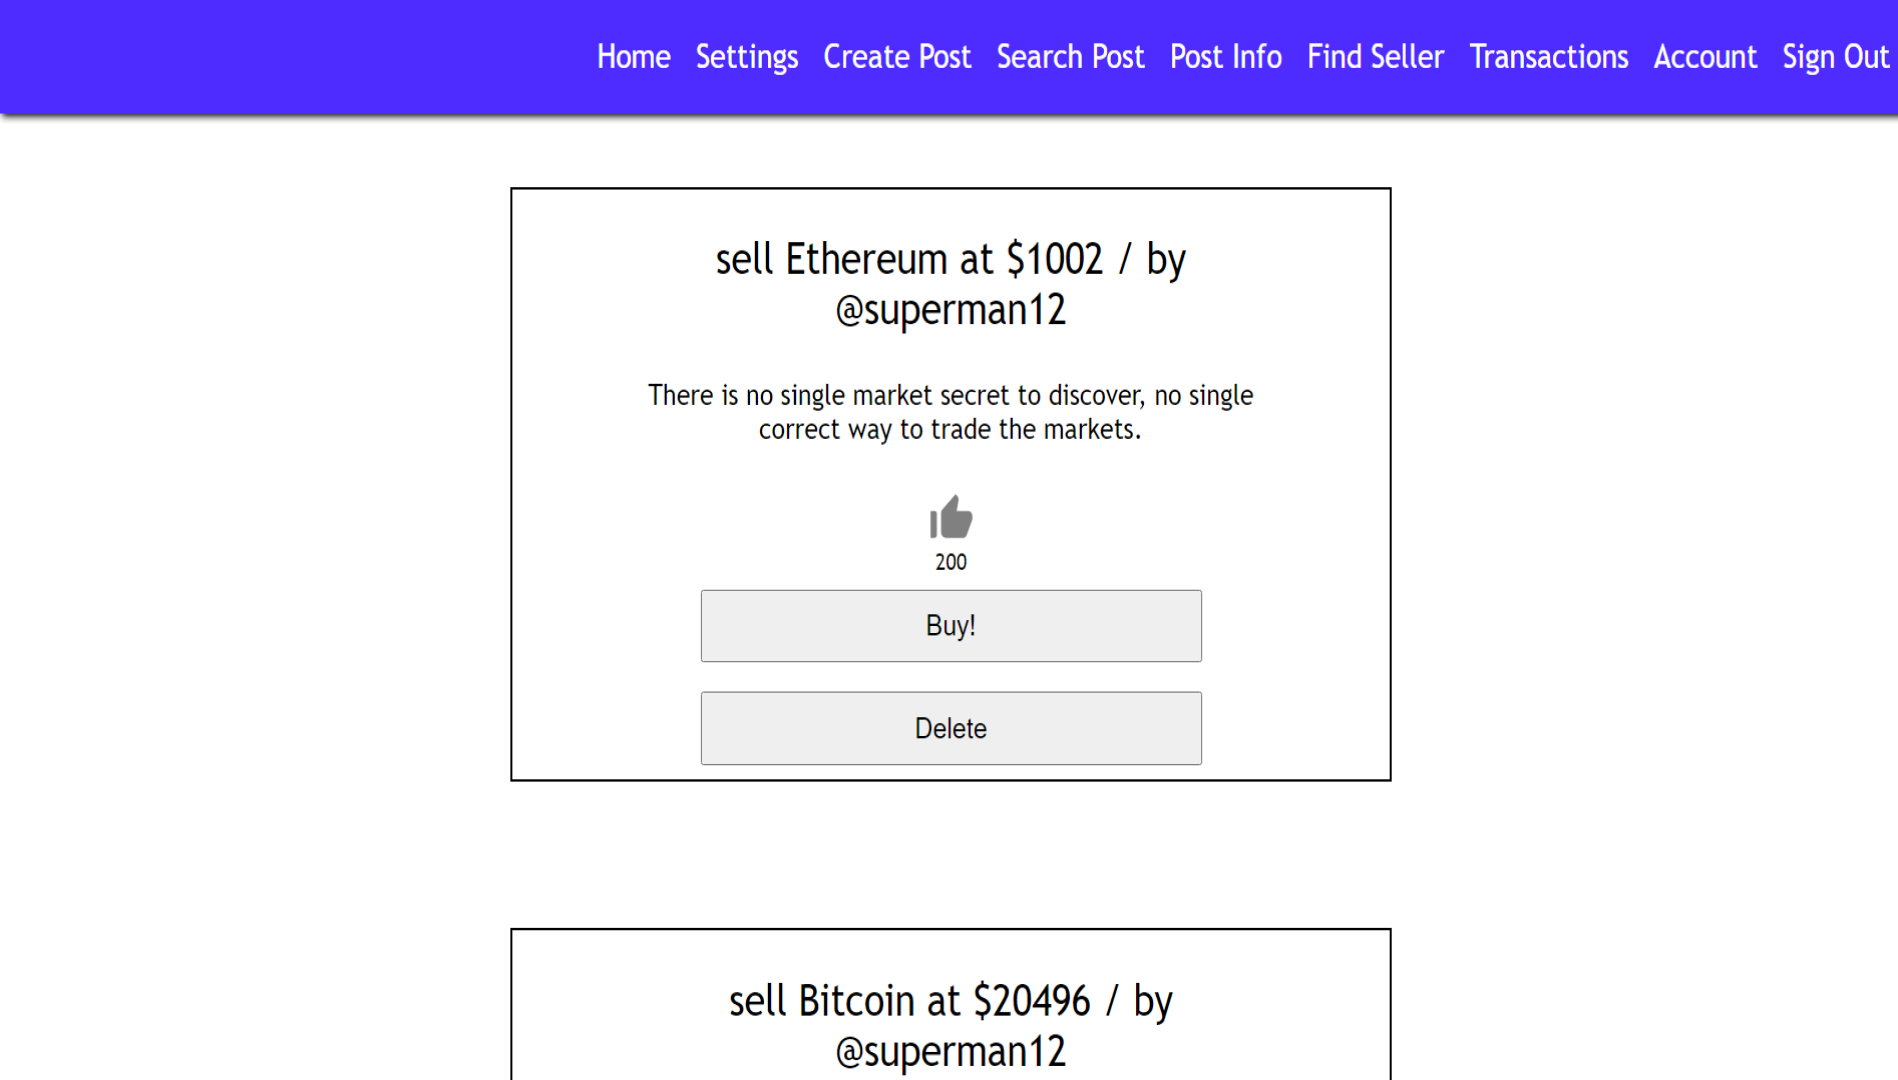 Home Settings Create Post Search Post Post Info Find Seller Transactions Account Sign Out
sell Ethereum at $1002 / by
@superman12
There is no single market secret to discover, no single
correct way to trade the markets.
200
Buy!
Delete
sell Bitcoin at $20496 / by
@superman12